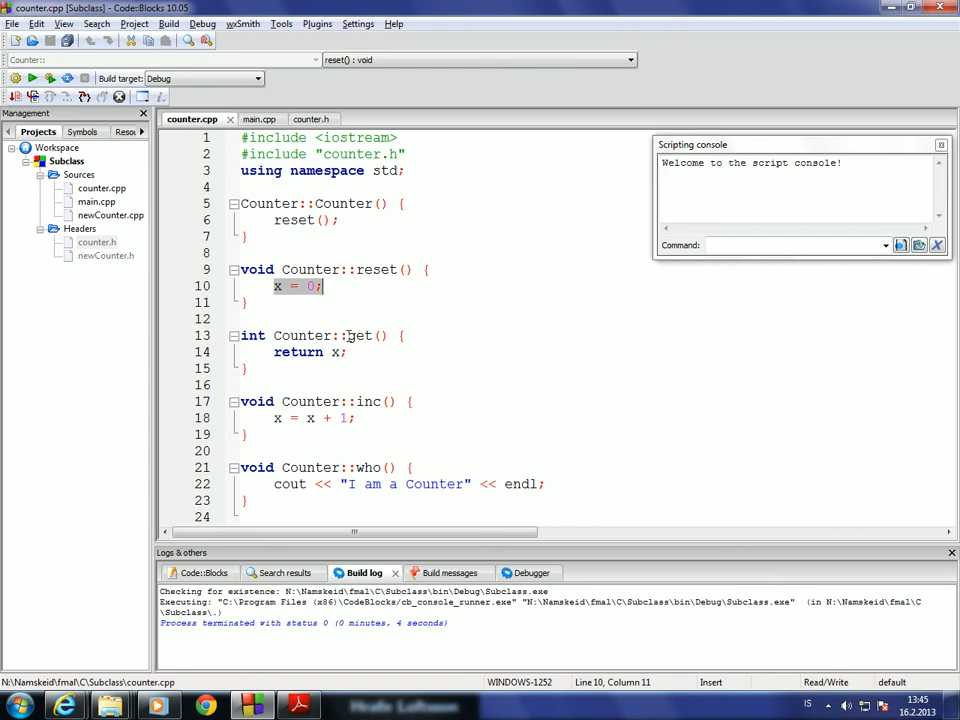 counter.cpp [Subclass] - Code::Blocks 10.05
File Edit View Search Project Build Debug wxSmith Tools Plugins Settings Help
Counter:: reset() : void
Build target: Debug
Management
Projects Symbols Resou
Workspace
Subclass
Sources
counter.cpp
main.cpp
newCounter.cpp
Headers
counter.h
newCounter.h
counter.cpp main.cpp counter.h
1 #include <iostream>
2 #include "counter.h"
3 using namespace std;
4
5 Counter::Counter() {
6 reset();
7 }
8
9 void Counter::reset() {
10 x = 0;
11 }
12
13 int Counter::get() {
14 return x;
15 }
16
17 void Counter::inc() {
18 x = x + 1;
19 }
20
21 void Counter::who() {
22 cout << "I am a Counter" << endl;
23 }
24
Scripting console
Welcome to the script console!
Command:
Logs & others
Code::Blocks Search results Build log Build messages Debugger
Checking for existence: N:\Namskeid\fmal\C\Subclass\bin\Debug\Subclass.exe
Executing: "C:\Program Files (x86)\CodeBlocks/cb_console_runner.exe" "N:\Namskeid\fmal\C\Subclass\bin\Debug\Subclass.exe" (in N:\Namskeid\fmal\C
\Subclass\.)
Process terminated with status 0 (0 minutes, 4 seconds)
N:\Namskeid\fmal\C\Subclass\counter.cpp WINDOWS-1252 Line 10, Column 11 Insert Read/Write default
Hrafn Loftsson
IS 13:45
16.2.2013